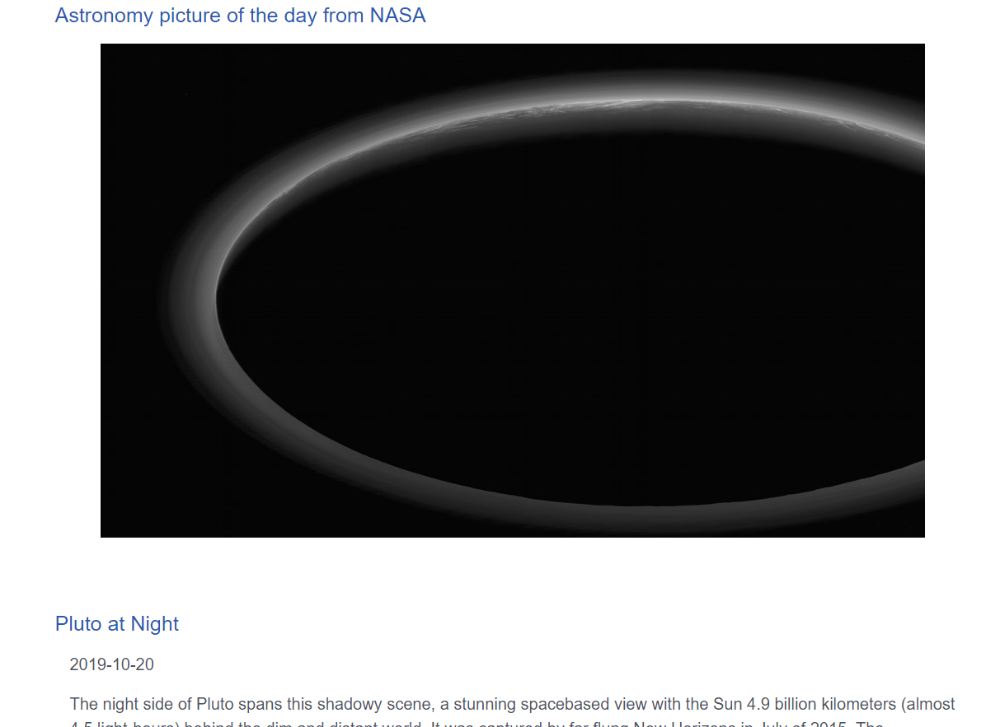 Astronomy picture of the day from NASA
Pluto at Night
2019-10-20
The night side of Pluto spans this shadowy scene, a stunning spacebased view with the Sun 4.9 billion kilometers (almost
4.5 light-hours) behind the dim and distant world. It was captured by far flung New Horizons in July of 2015. The